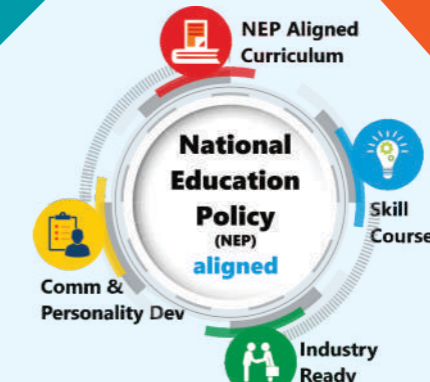 NEP Aligned
Curriculum
National
Education
Policy
(NEP)
aligned
Skill
Course
Comm &
Personality Dev
Industry
Ready